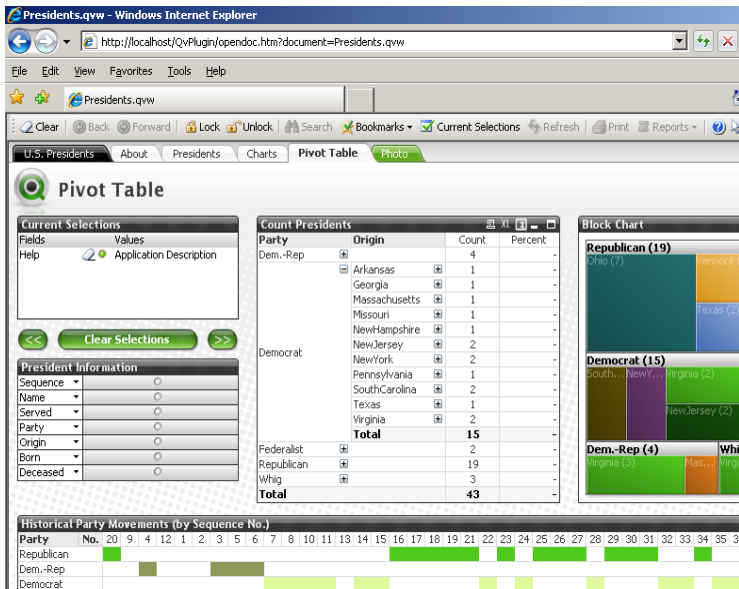 Presidents.qvw - Windows Internet Explorer
http://localhost/QvPlugin/opendoc.htm?document=Presidents.qvw
File Edit View Favorites Tools Help
Presidents.qvw
Clear Back Forward Lock Unlock Search Bookmarks Current Selections Refresh Print Reports
U.S. Presidents About Presidents Charts Pivot Table Photo
Pivot Table
Current Selections
Fields Values
Help Application Description
<< Clear Selections >>
President Information
Sequence
Name
Served
Party
Origin
Born
Deceased
Count Presidents XL
Party Origin Count Percent
Dem.-Rep 4 -
Arkansas 1 -
Georgia 1 -
Massachusetts 1 -
Missouri 1 -
NewHampshire 1 -
NewJersey 2 -
Democrat NewYork 2 -
Pennsylvania 1 -
SouthCarolina 2 -
Texas 1 -
Virginia 2 -
Total 15 -
Federalist 2 -
Republican 19 -
Whig 3 -
Total 43 -
Block Chart
Republican (19)
Ohio (7) Vermont
Texas (2)
Democrat (15)
South... NewY... Virginia (2)
NewJersey (2)
Dem.-Rep (4) Whi
Virginia (3) Mas... Virg
Historical Party Movements (by Sequence No.)
Party No. 20 9 4 12 1 2 3 5 6 7 8 10 11 13 14 15 16 17 18 19 21 22 23 24 25 26 27 28 29 30 31 32 33 34 35 3
Republican
Dem.-Rep
Democrat